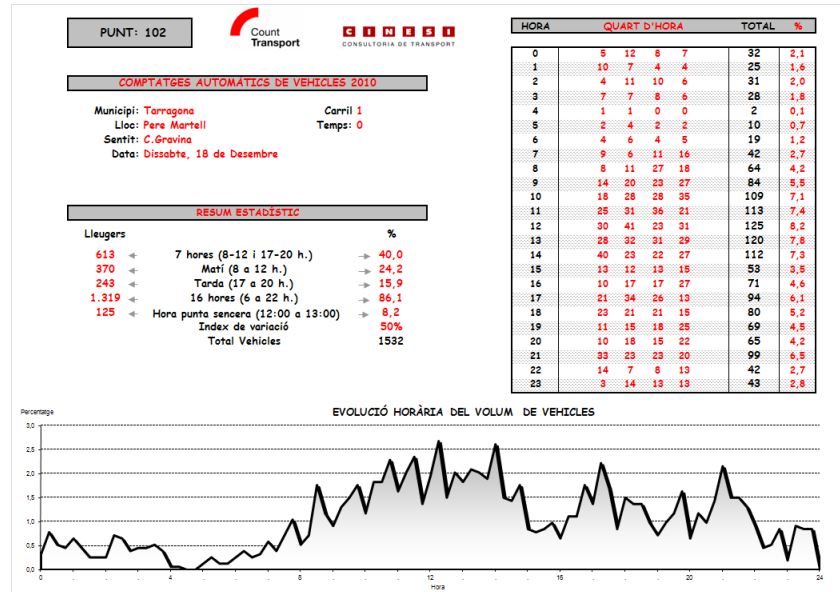 PUNT: 102
Count
Transport
CINESI
CONSULTORIA DE TRANSPORT
COMPTATGES AUTOMÀTICS DE VEHICLES 2010
Municipi: Tarragona Carril 1
Lloc: Pere Martell Temps: 0
Sentit: C.Gravina
Data: Dissabte, 18 de Desembre
RESUM ESTADÍSTIC
Lleugers %
613 7 hores (8-12 i 17-20 h.) 40,0
370 Matí (8 a 12 h.) 24,2
243 Tarda (17 a 20 h.) 15,9
1.319 16 hores (6 a 22 h.) 86,1
125 Hora punta sencera (12:00 a 13:00) 8,2
Index de variació 50%
Total Vehicles 1532
HORA QUART D'HORA TOTAL %
0 5 12 8 7 32 2,1
1 10 7 4 4 25 1,6
2 4 11 10 6 31 2,0
3 7 7 8 6 28 1,8
4 1 1 0 0 2 0,1
5 2 4 2 2 10 0,7
6 4 6 4 5 19 1,2
7 9 6 11 16 42 2,7
8 8 11 27 18 64 4,2
9 14 20 23 27 84 5,5
10 18 28 28 35 109 7,1
11 25 31 36 21 113 7,4
12 30 41 23 31 125 8,2
13 28 32 31 29 120 7,8
14 40 23 22 27 112 7,3
15 13 12 13 15 53 3,5
16 10 17 17 27 71 4,6
17 21 34 26 13 94 6,1
18 23 21 21 15 80 5,2
19 11 15 18 25 69 4,5
20 10 18 15 22 65 4,2
21 33 23 23 20 99 6,5
22 14 7 8 13 42 2,7
23 3 14 13 13 43 2,8
EVOLUCIÓ HORÀRIA DEL VOLUM DE VEHICLES
Percentatge
3,0
2,5
2,0
1,5
1,0
0,5
0,0
0 4 8 12 16 20 24
Hora